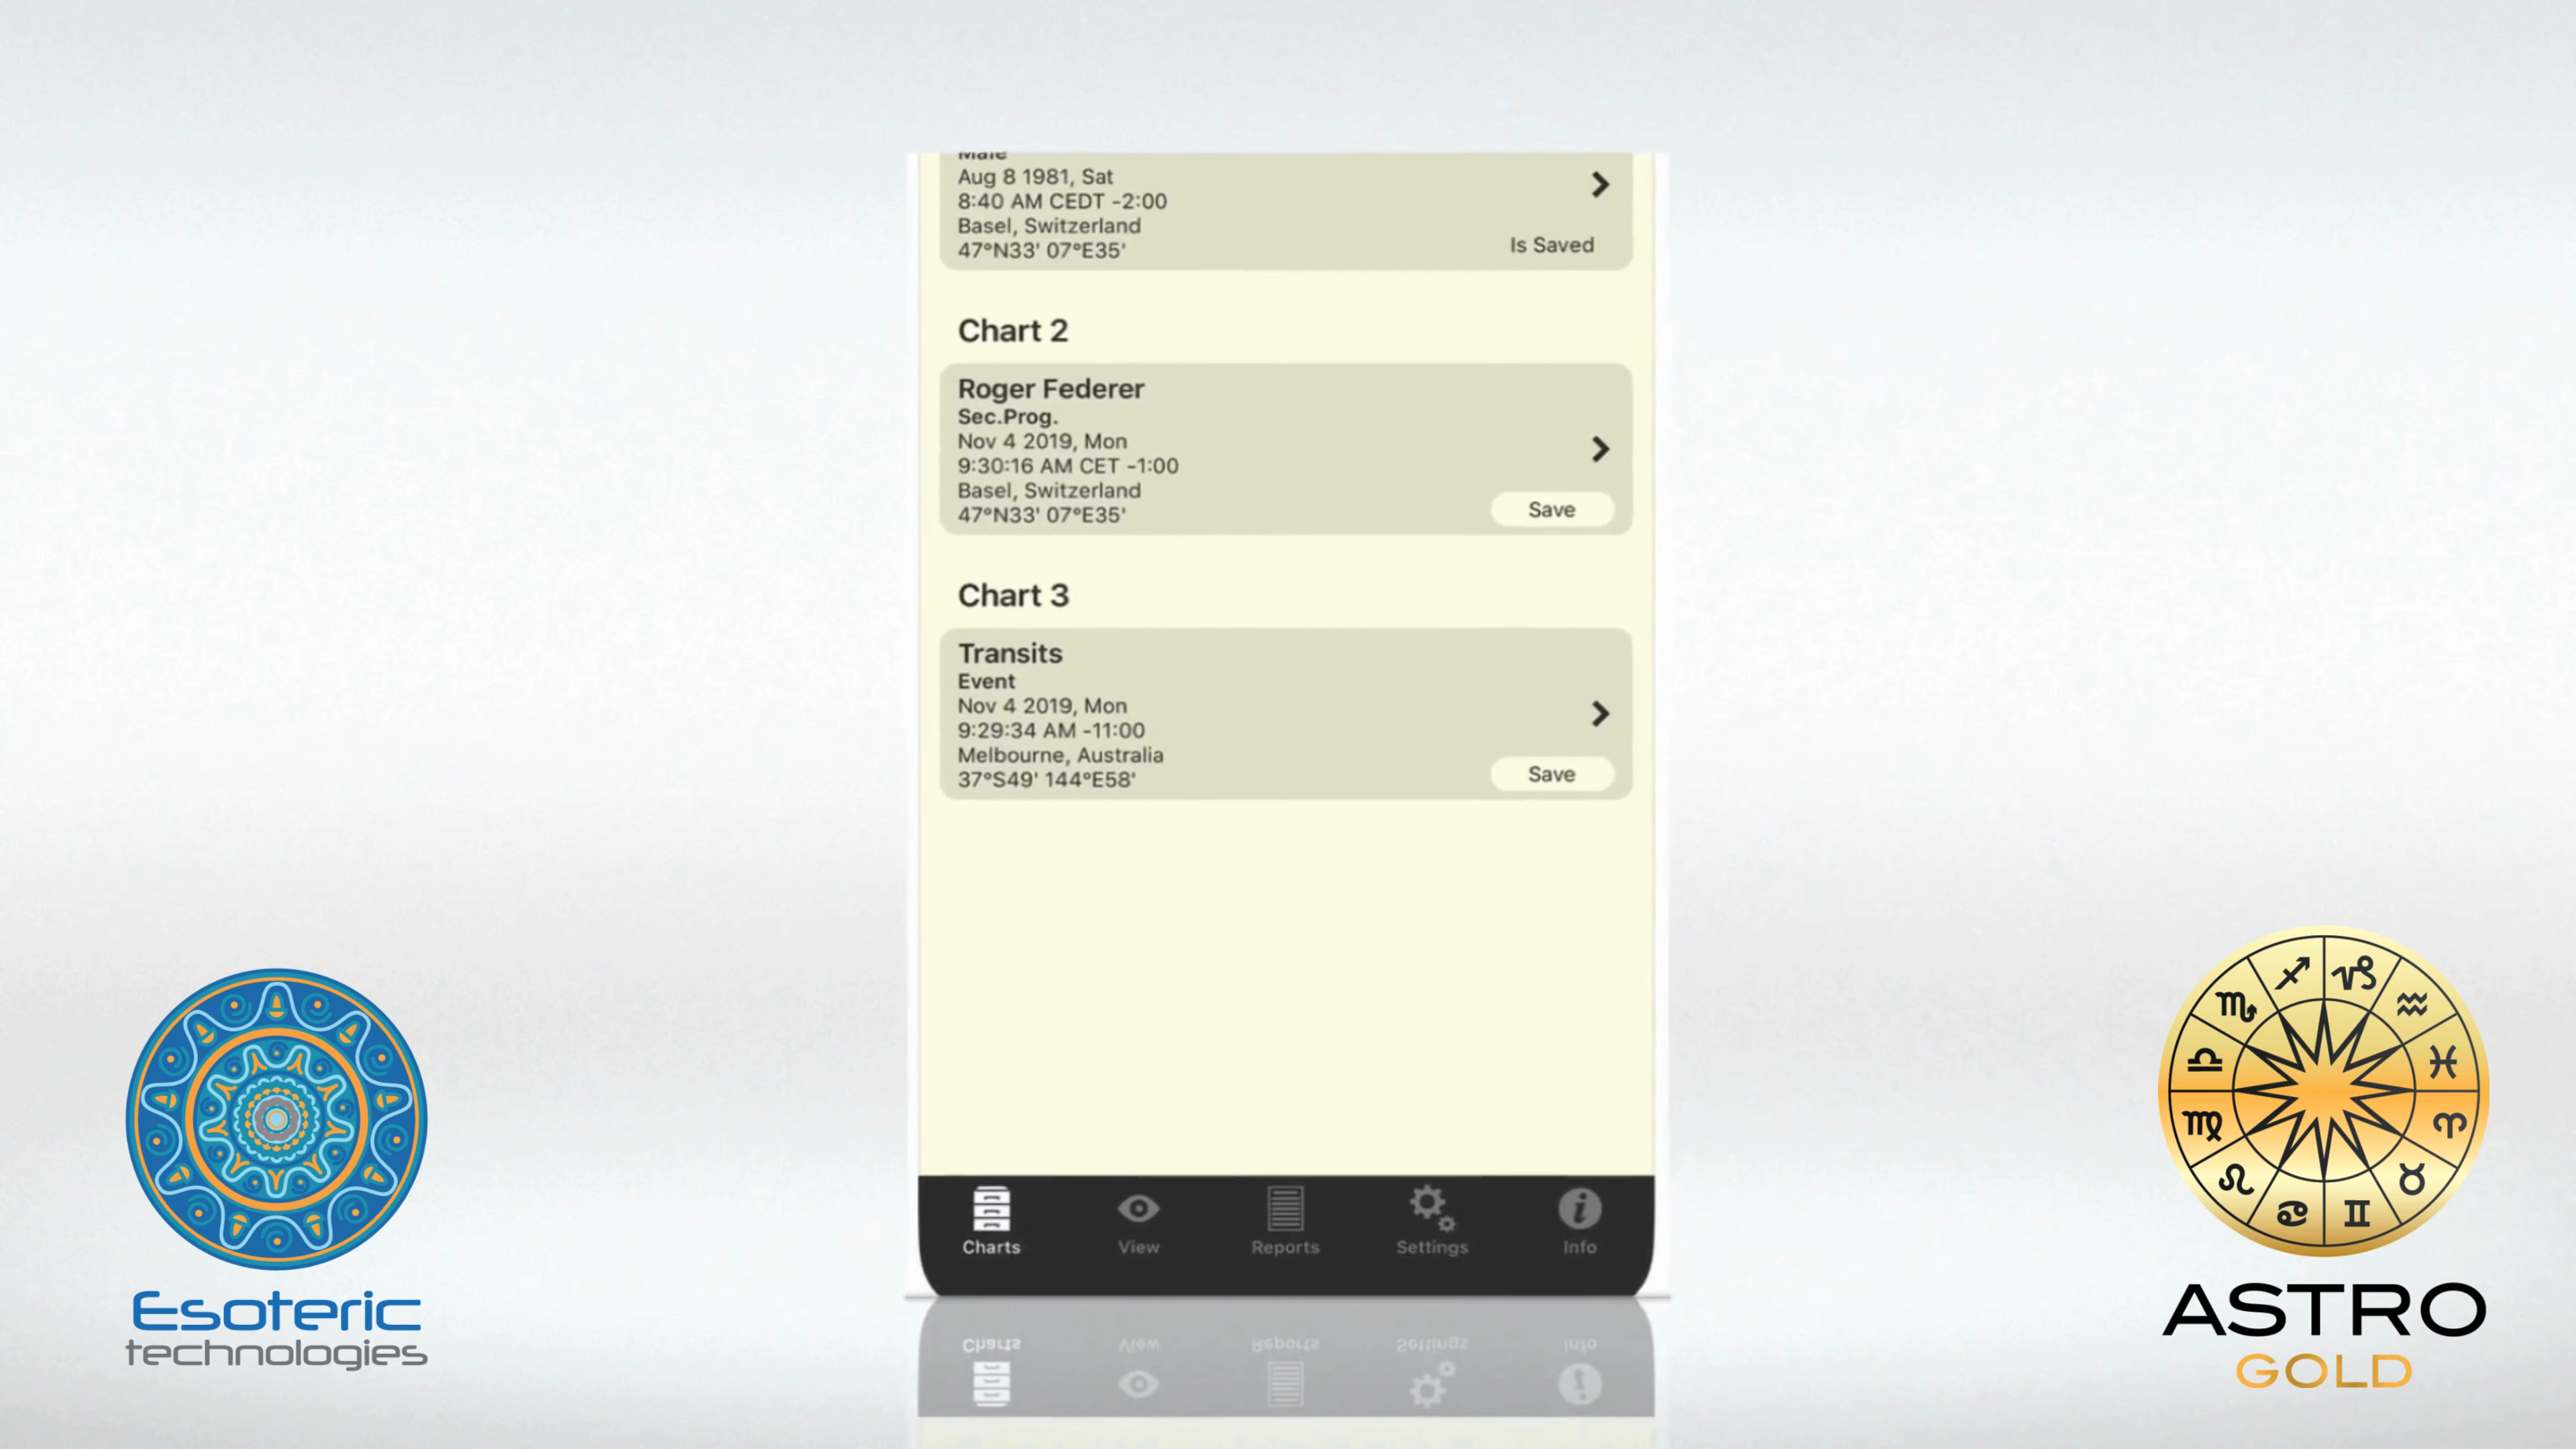 Male
Aug 8 1981, Sat
8:40 AM CEDT -2:00
Basel, Switzerland
47°N33' 07°E35'
Is Saved
Chart 2
Roger Federer
Sec.Prog.
Nov 4 2019, Mon
9:30:16 AM CET -1:00
Basel, Switzerland
47°N33' 07°E35'
Save
Chart 3
Transits
Event
Nov 4 2019, Mon
9:29:34 AM -11:00
Melbourne, Australia
37°S49' 144°E58'
Save
Charts
View
Reports
Settings
Info
Esoteric
technologies
ASTRO
GOLD